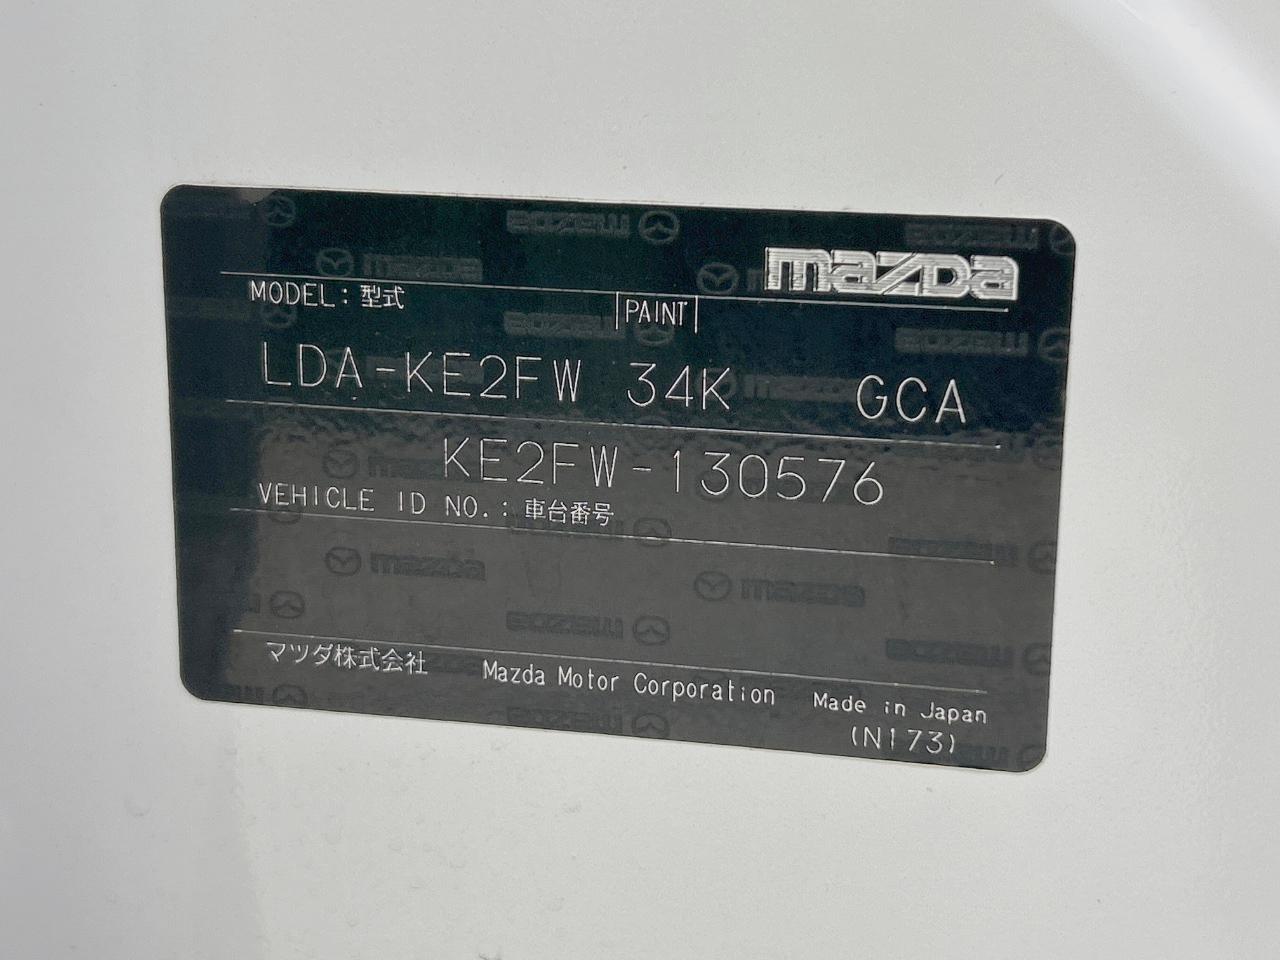 mazda
MODEL:型式 PAINT
LDA-KE2FW 34K GCA
KE2FW-130576
VEHICLE ID NO.:車台番号
マツダ株式会社 Mazda Motor Corporation Made in Japan
(N173)